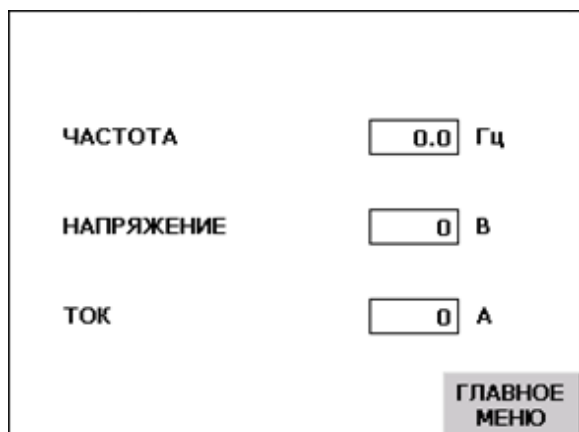 ЧАСТОТА 0.0 Гц
НАПРЯЖЕНИЕ 0 В
ТОК 0 А
ГЛАВНОЕ
МЕНЮ